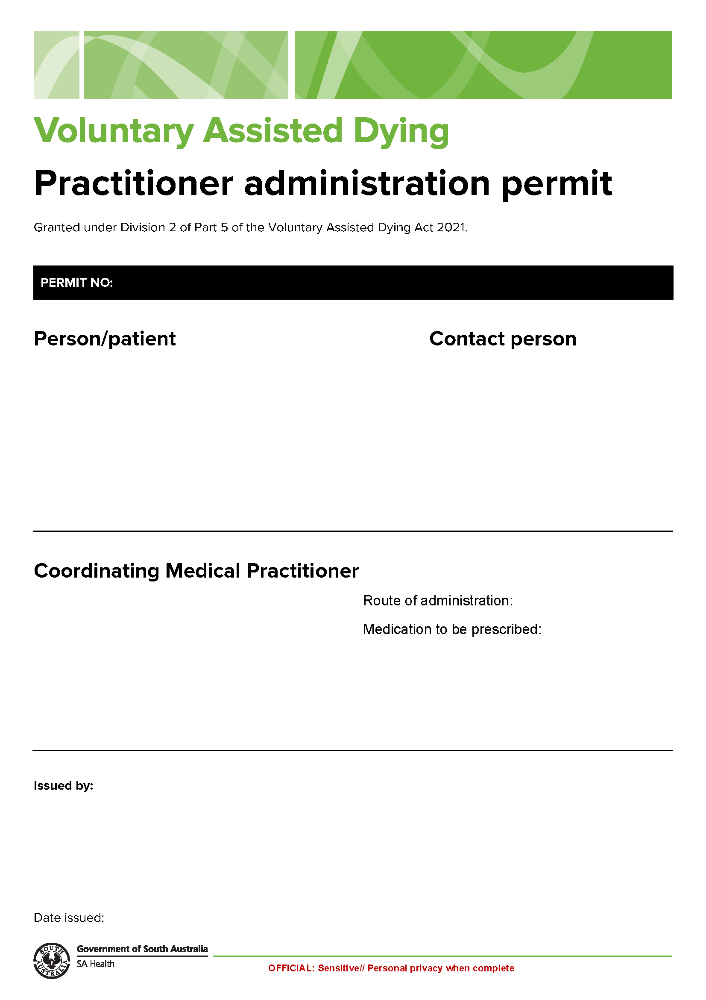 Voluntary Assisted Dying
Practitioner administration permit
Granted under Division 2 of Part 5 of the Voluntary Assisted Dying Act 2021.
PERMIT NO:
Person/patient
Contact person
Coordinating Medical Practitioner
Route of administration:
Medication to be prescribed:
Issued by:
Date issued:
SOUTH AUSTRALIA
Government of South Australia
SA Health
OFFICIAL: Sensitive// Personal privacy when complete